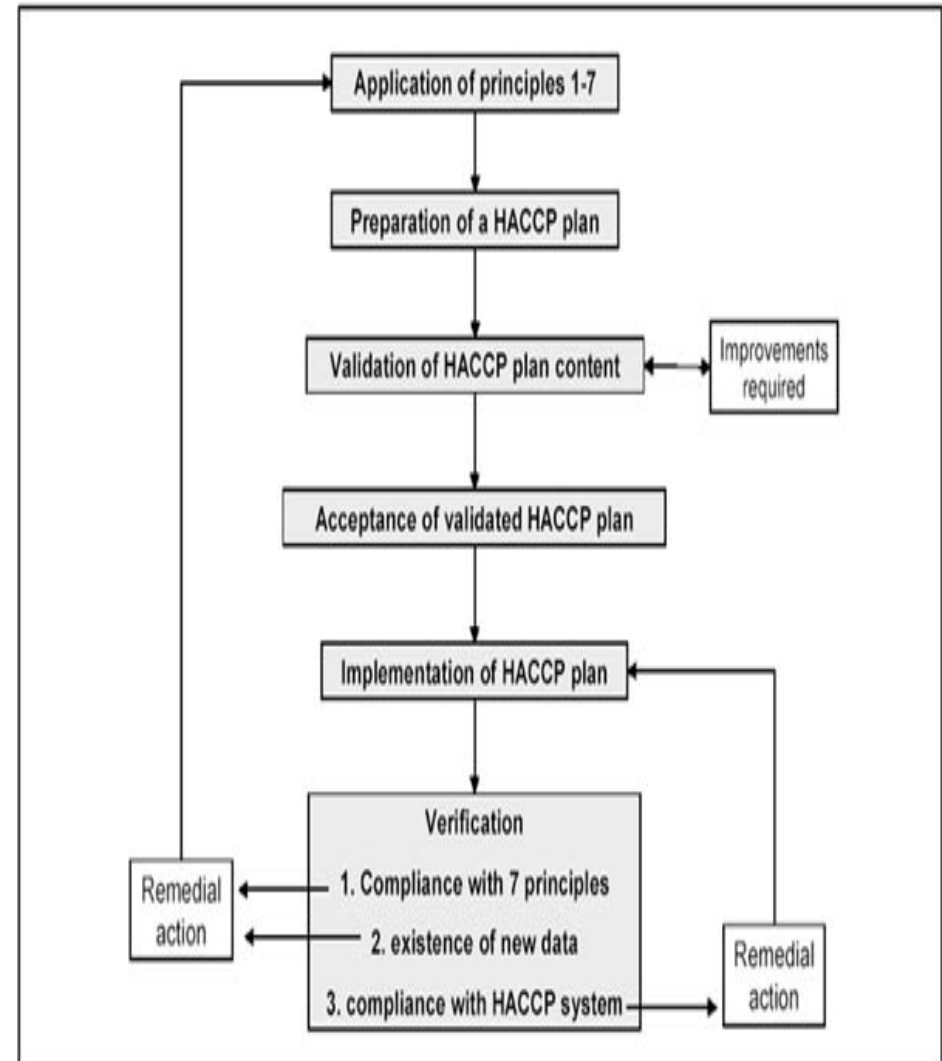 Application of principles 1-7
Preparation of a HACCP plan
Validation of HACCP plan content
Improvements
required
Acceptance of validated HACCP plan
Implementation of HACCP plan
Verification
1. Compliance with 7 principles
Remedial
action
2. existence of new data
3. compliance with HACCP system
Remedial
action